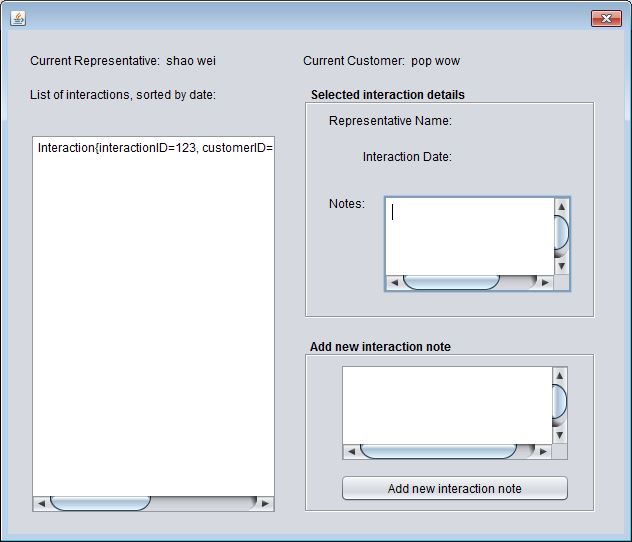 Current Representative: shao wei
Current Customer: pop wow
List of interactions, sorted by date:
Interaction{interactionID=123, customerID=
Selected interaction details
Representative Name:
Interaction Date:
Notes:
Add new interaction note
Add new interaction note